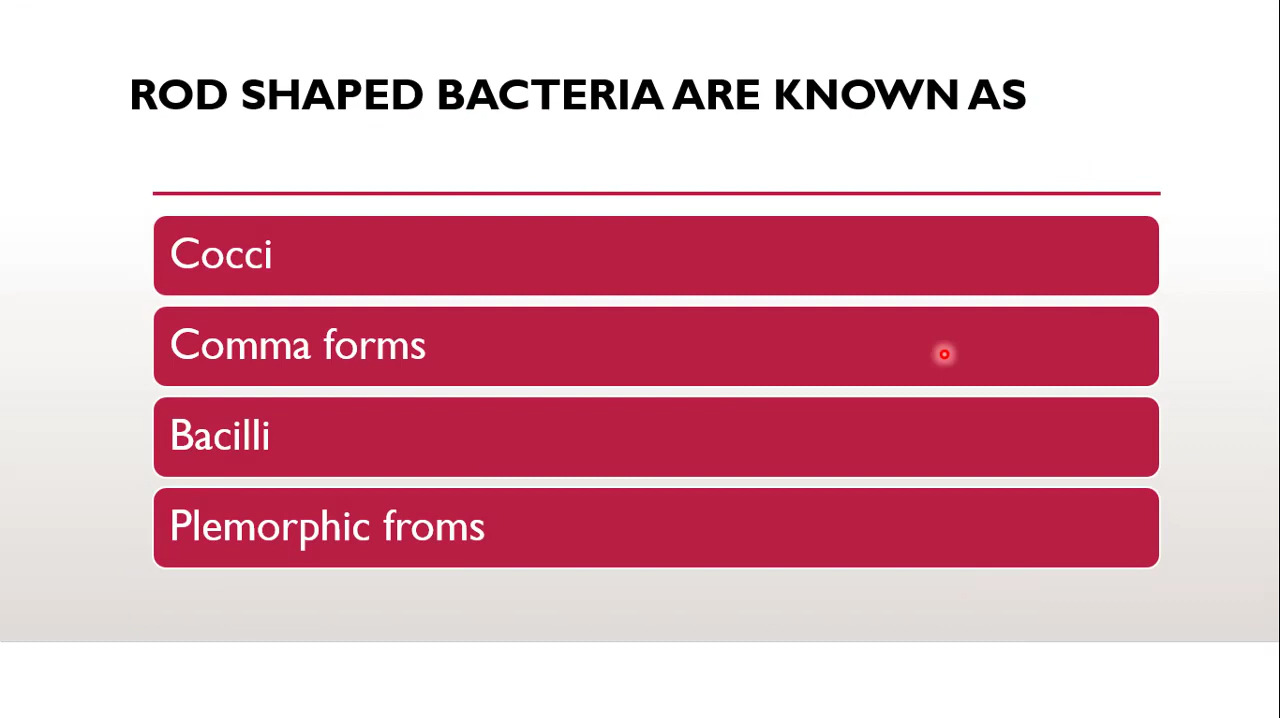 ROD SHAPED BACTERIA ARE KNOWN AS
Cocci
Comma forms
Bacilli
Plemorphic froms